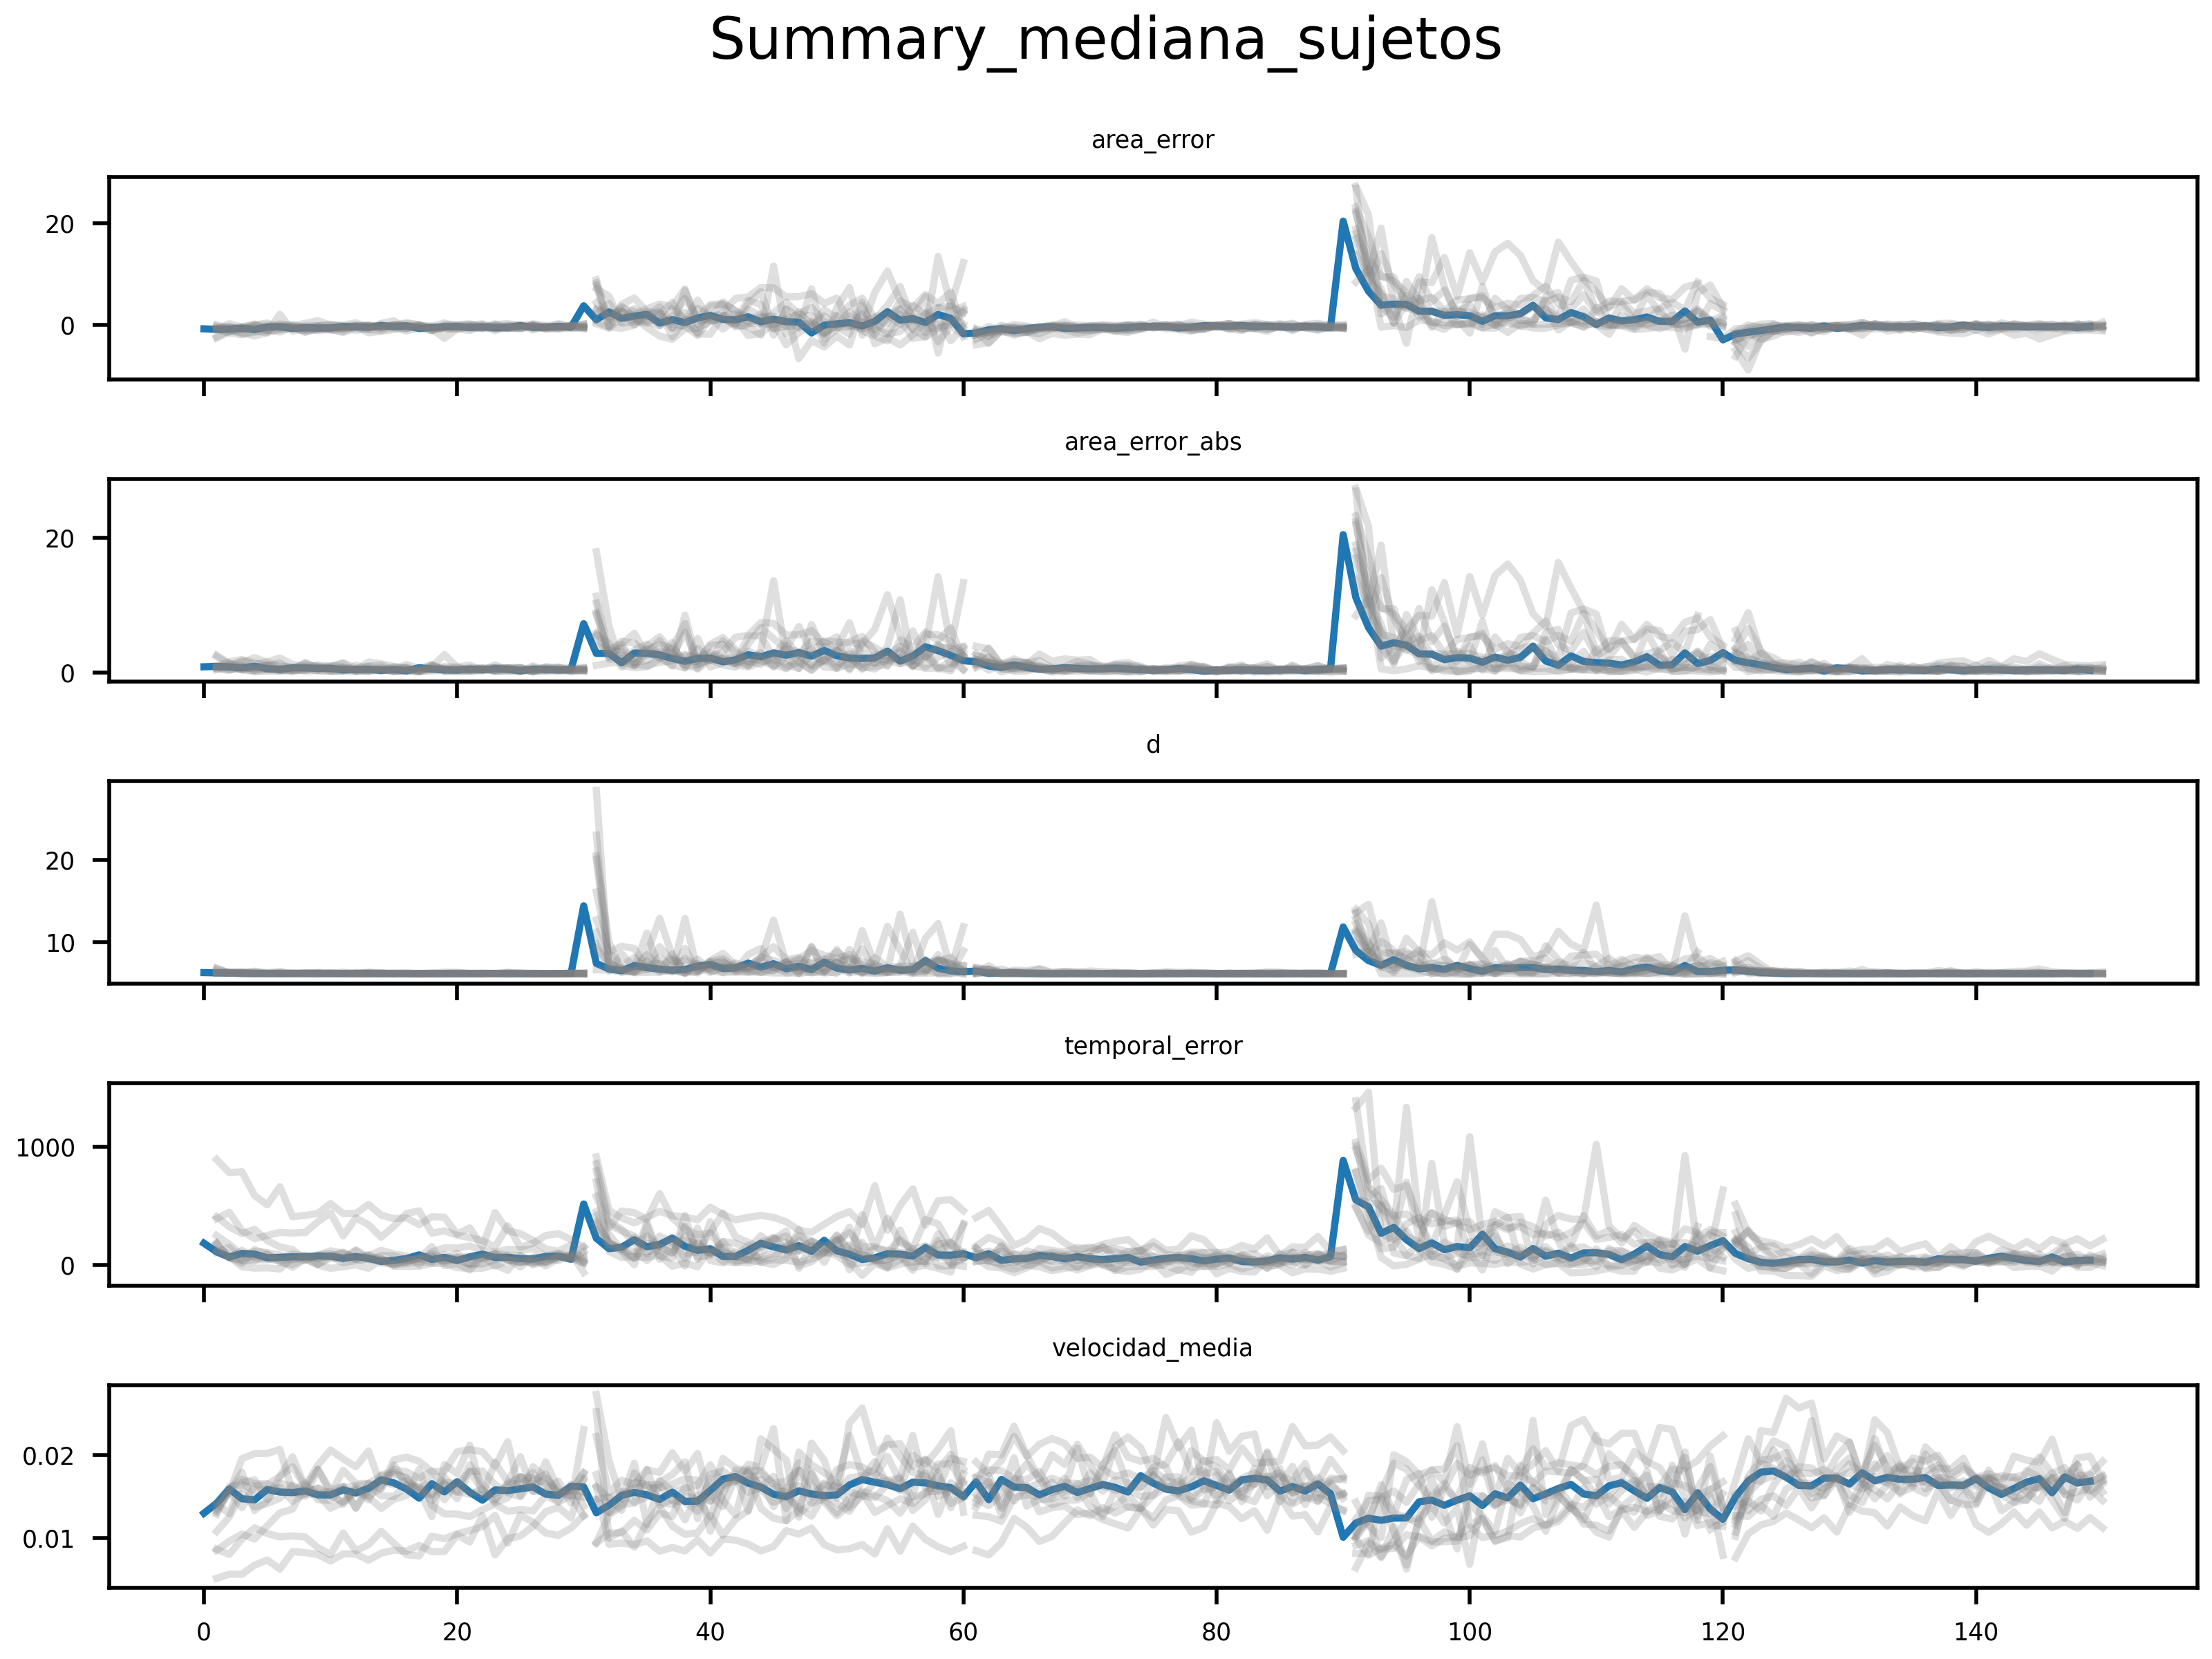 Summary_mediana_sujetos
area_error
20
0
area_error_abs
20
0
d
20
10
temporal_error
1000
0
velocidad_media
0.02
0.01
0 20 40 60 80 100 120 140